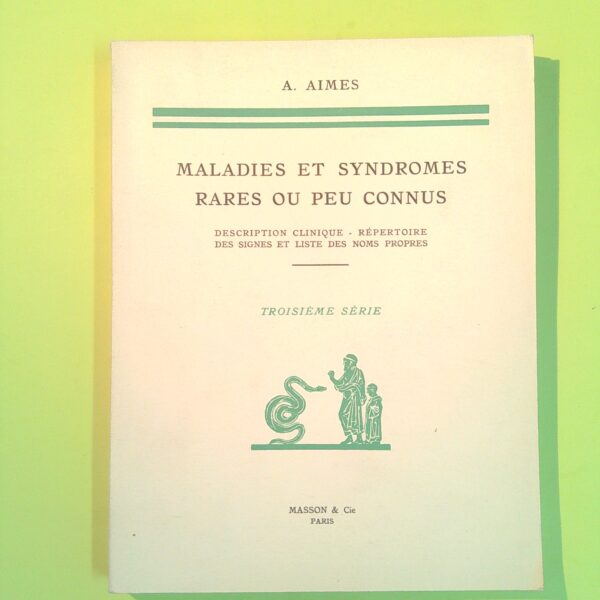 A. AIMES
MALADIES ET SYNDROMES
RARES OU PEU CONNUS
DESCRIPTION CLINIQUE - RÉPERTOIRE
DES SIGNES ET LISTE DES NOMS PROPRES
TROISIÈME SÉRIE
MASSON & Cie
PARIS